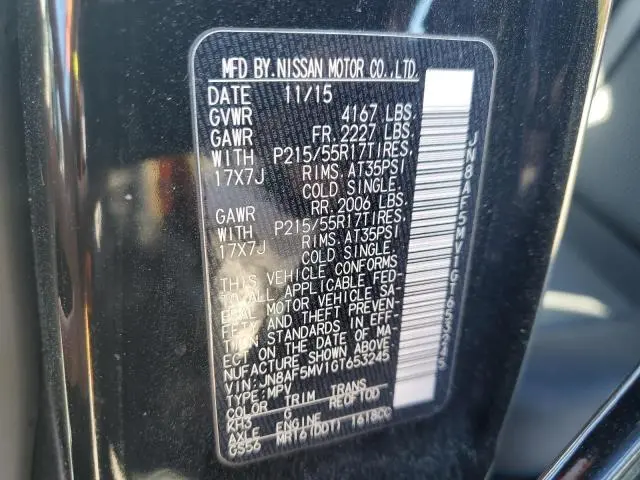 MFD BY.NISSAN MOTOR CO.,LTD.
DATE 11/15
GVWR 4167 LBS.
GAWR FR. 2227 LBS.
WITH P215/55R17TIRES.
17X7J RIMS AT35PSI
COLD SINGLE.
GAWR RR. 2006 LBS.
WITH P215/55R17TIRES.
17X7J RIMS AT35PSI
COLD SINGLE.
THIS VEHICLE CONFORMS
TO ALL APPLICABLE FED-
ERAL MOTOR VEHICLE SA-
FETY AND THEFT PREVEN-
TION STANDARDS IN EFF-
ECT ON THE DATE OF MA-
NUFACTURE SHOWN ABOVE
VIN:JN8AF5MV1GT653245
TYPE:MPV
COLOR TRIM TRANS
KH3 G RE0F10D
AXLE ENGINE
GS56 MR16(DDT) 1618CC
JN8AF5MV1GT653245